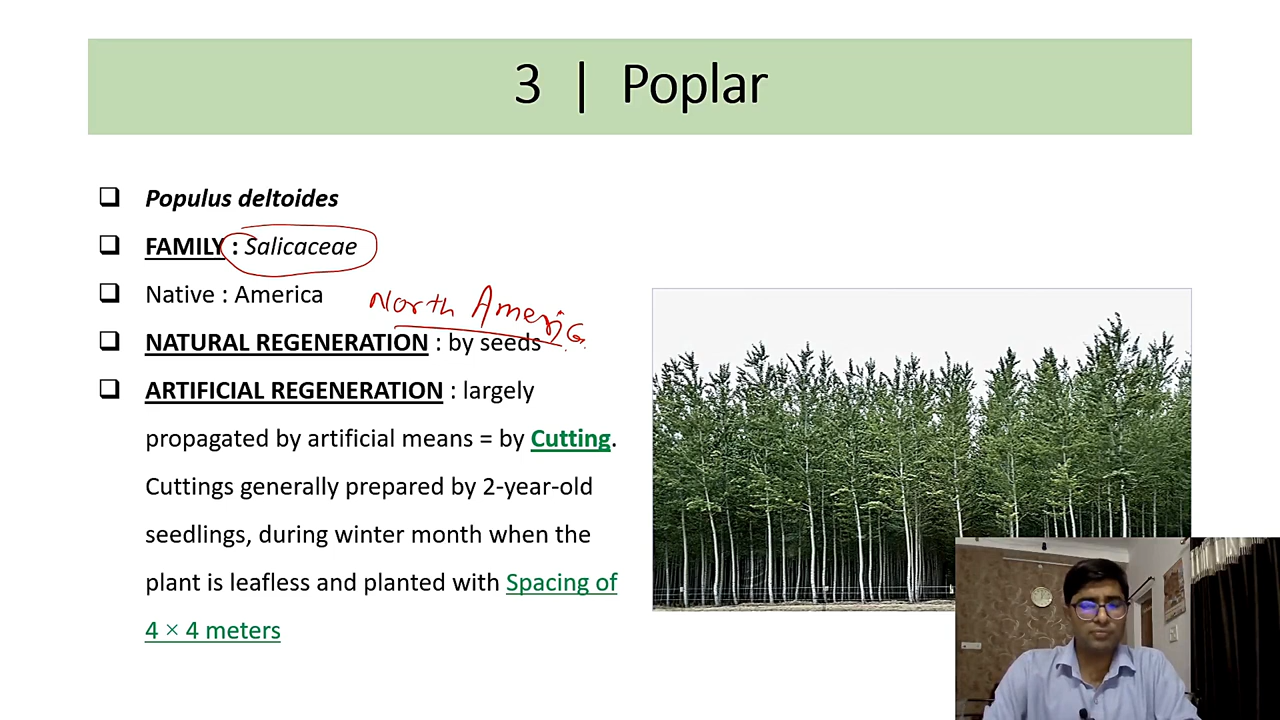 3 | Poplar
Populus deltoides
FAMILY : Salicaceae
Native : America
North America
NATURAL REGENERATION : by seeds
ARTIFICIAL REGENERATION : largely
propagated by artificial means = by Cutting.
Cuttings generally prepared by 2-year-old
seedlings, during winter month when the
plant is leafless and planted with Spacing of
4 × 4 meters